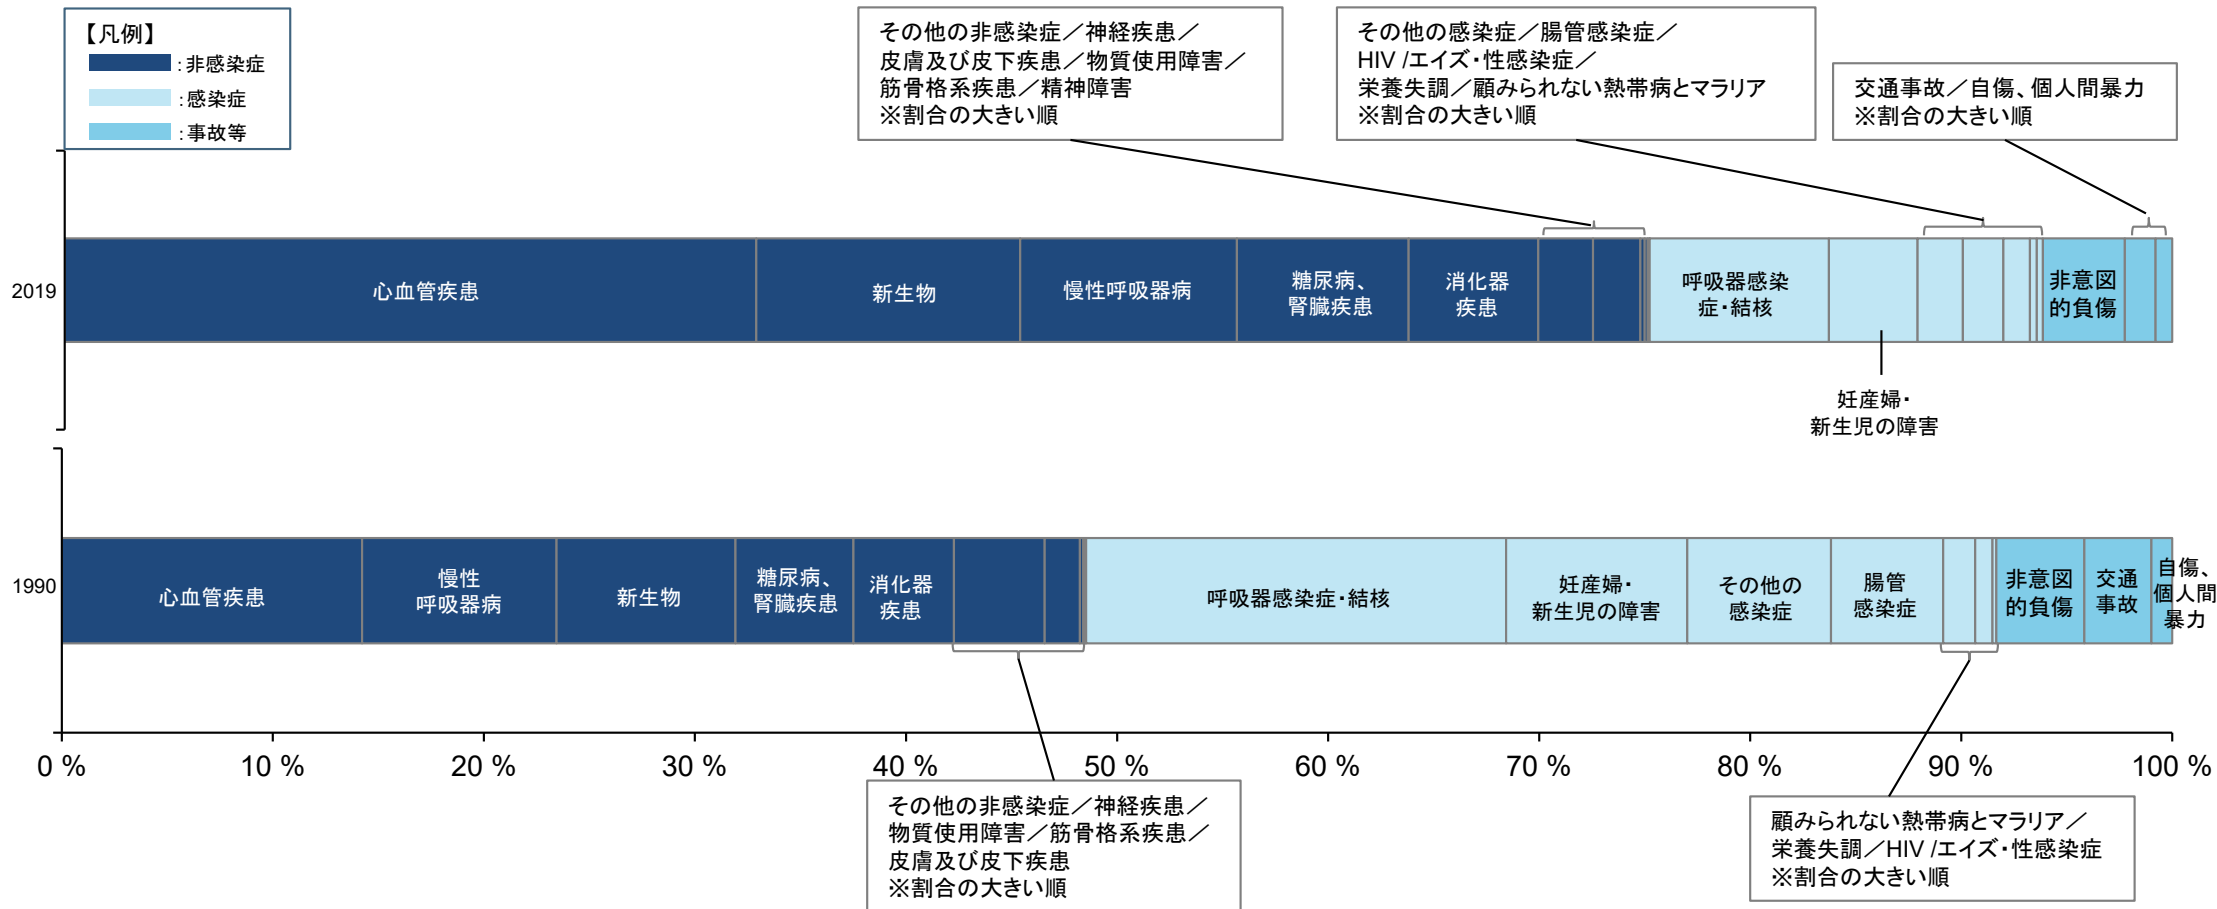 【凡例】
：非感染症
：感染症
：事故等
その他の非感染症／神経疾患／
皮膚及び皮下疾患／物質使用障害／
筋骨格系疾患／精神障害
※割合の大きい順
その他の感染症／腸管感染症／
HIV /エイズ・性感染症／
栄養失調／顧みられない熱帯病とマラリア
※割合の大きい順
交通事故／自傷、個人間暴力
※割合の大きい順
2019
心血管疾患
新生物
慢性呼吸器病
糖尿病、
腎臓疾患
消化器
疾患
呼吸器感染
症・結核
非意図
的負傷
妊産婦・
新生児の障害
1990
心血管疾患
慢性
呼吸器病
新生物
糖尿病、
腎臓疾患
消化器
疾患
呼吸器感染症・結核
妊産婦・
新生児の障害
その他の
感染症
腸管
感染症
非意図
的負傷
交通
事故
自傷、
個人間
暴力
0 %
10 %
20 %
30 %
40 %
50 %
60 %
70 %
80 %
90 %
100 %
その他の非感染症／神経疾患／
物質使用障害／筋骨格系疾患／
皮膚及び皮下疾患
※割合の大きい順
顧みられない熱帯病とマラリア／
栄養失調／HIV /エイズ・性感染症
※割合の大きい順